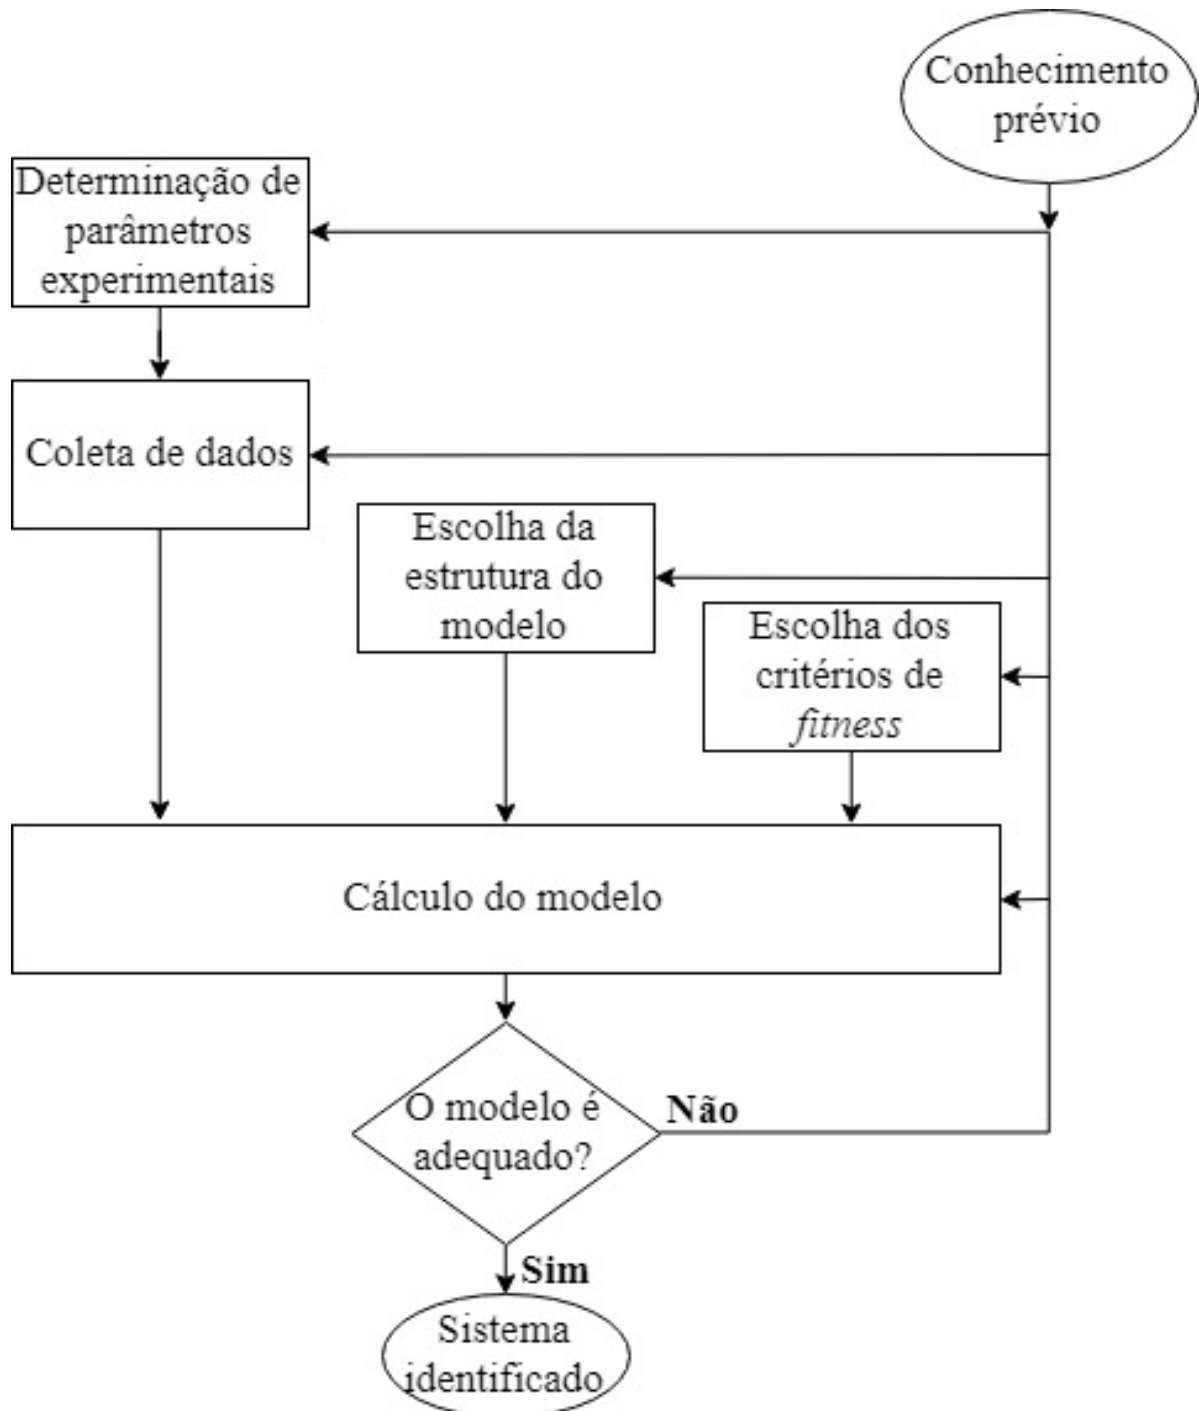 Conhecimento
prévio
Determinação de
parâmetros
experimentais
Coleta de dados
Escolha da
estrutura do
modelo
Escolha dos
critérios de
fitness
Cálculo do modelo
O modelo é
adequado?
Não
Sim
Sistema
identificado